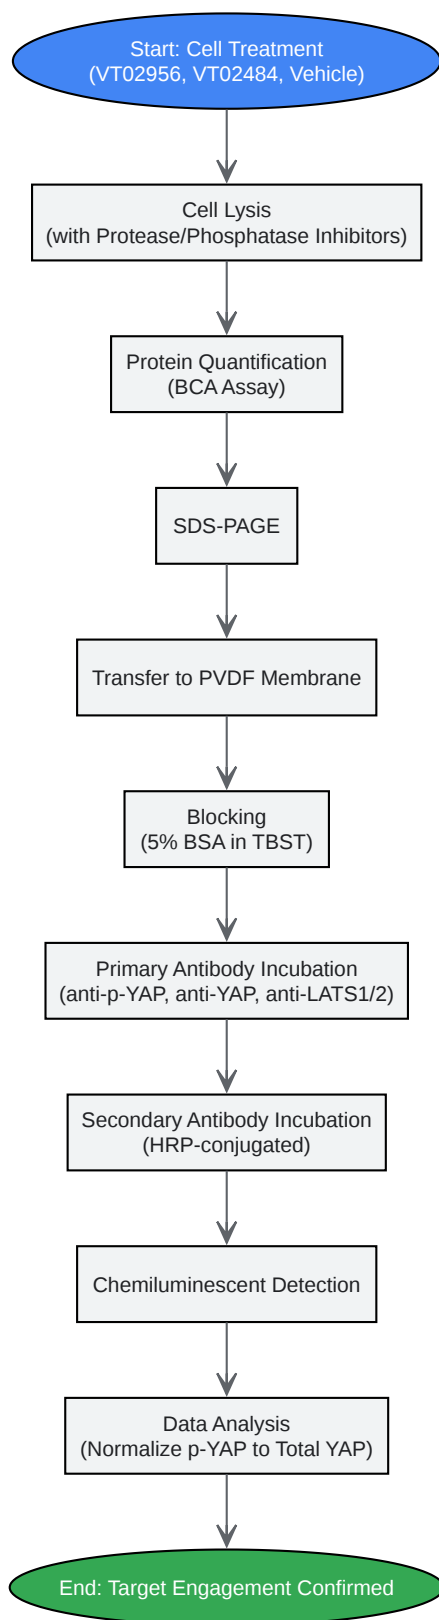 Start: Cell Treatment
(VT02956, VT02484, Vehicle)
Cell Lysis
(with Protease/Phosphatase Inhibitors)
Protein Quantification
(BCA Assay)
SDS-PAGE
Transfer to PVDF Membrane
Blocking
(5% BSA in TBST)
Primary Antibody Incubation
(anti-p-YAP, anti-YAP, anti-LATS1/2)
Secondary Antibody Incubation
(HRP-conjugated)
Chemiluminescent Detection
Data Analysis
(Normalize p-YAP to Total YAP)
End: Target Engagement Confirmed